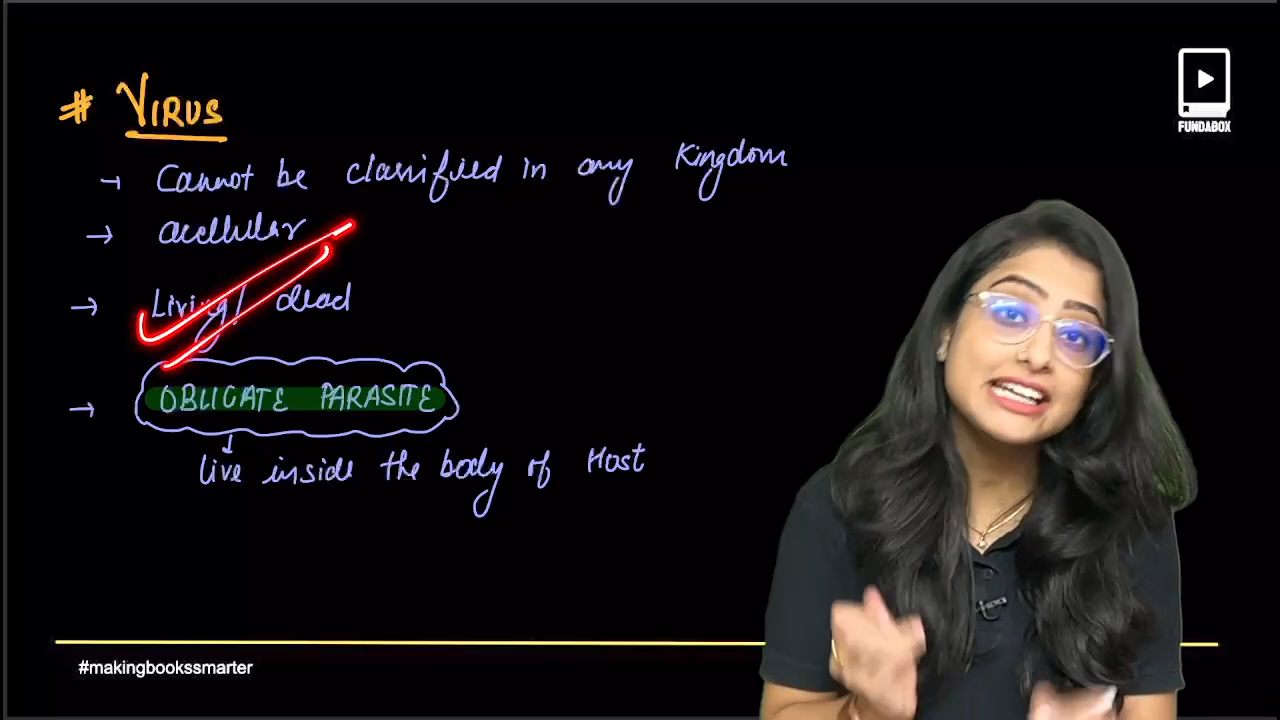 # VIRUS
→ Cannot be classified in any Kingdom
→ acellular
→ Living/ dead
→ OBLIGATE PARASITE
↓
live inside the body of Host
FUNDABOX
#makingbookssmarter